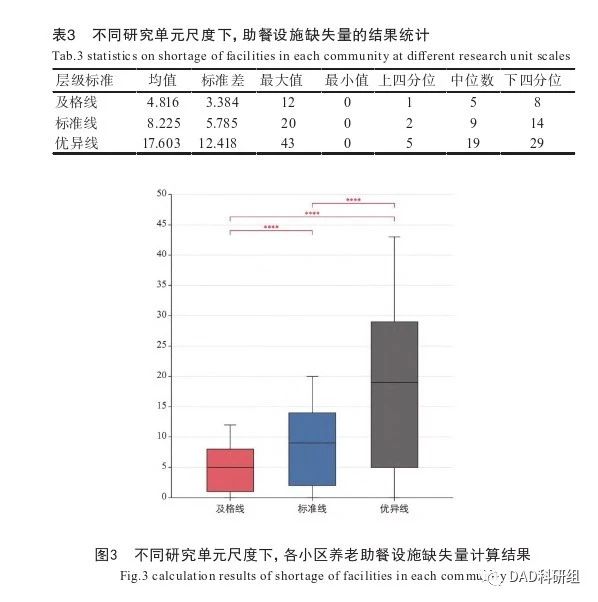 表3 不同研究单元尺度下，助餐设施缺失量的结果统计
Tab.3 statistics on shortage of facilities in each community at different research unit scales
层级标准 均值 标准差 最大值 最小值 上四分位 中位数 下四分位
及格线 4.816 3.384 12 0 1 5 8
标准线 8.225 5.785 20 0 2 9 14
优异线 17.603 12.418 43 0 5 19 29
50
45
40
35
30
25
20
15
10
5
0
****
****
****
及格线 标准线 优异线
图3 不同研究单元尺度下，各小区养老助餐设施缺失量计算结果
Fig.3 calculation results of shortage of facilities in each community
DAD科研组